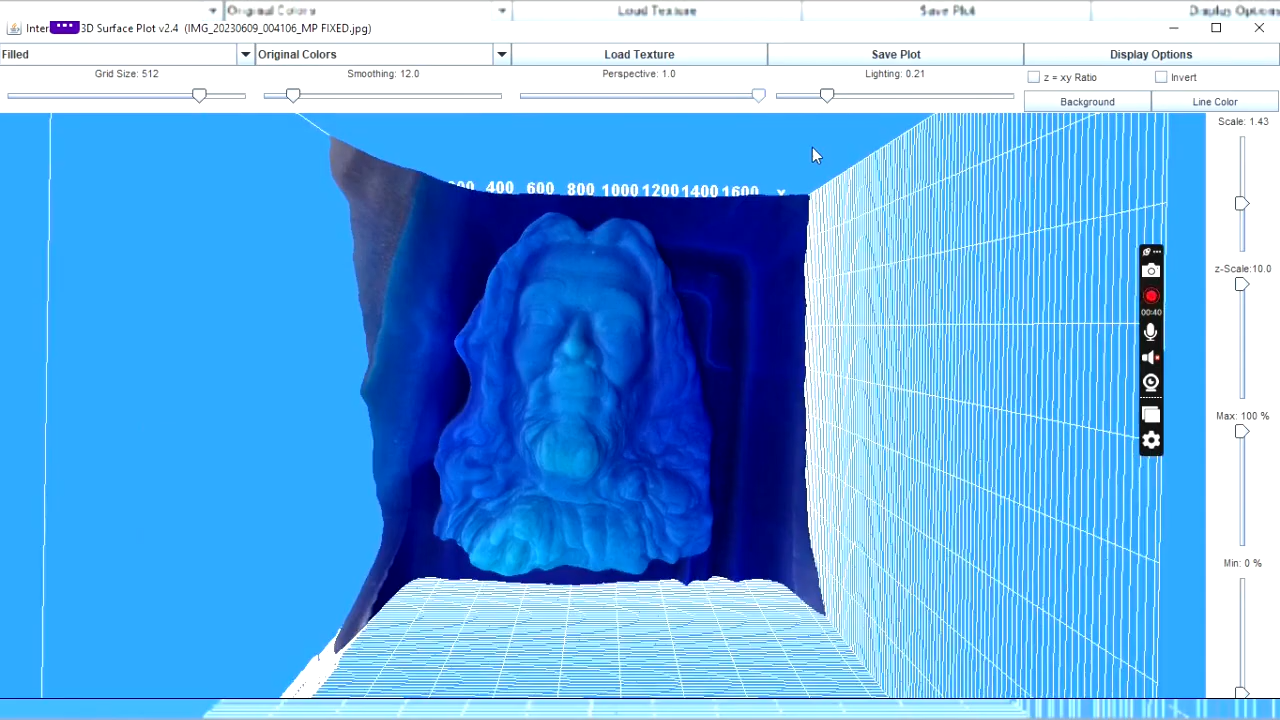 Original Colors Load Texture Save Plot Display Options
Inter 3D Surface Plot v2.4 (IMG_20230609_004106_MP FIXED.jpg)
Filled Original Colors Load Texture Save Plot Display Options
Grid Size: 512 Smoothing: 12.0 Perspective: 1.0 Lighting: 0.21 z = xy Ratio Invert
Background Line Color
Scale: 1.43
400 600 800 1000 1200 1400 1600 x
z-Scale:10.0
00:40
Max: 100 %
Min: 0 %